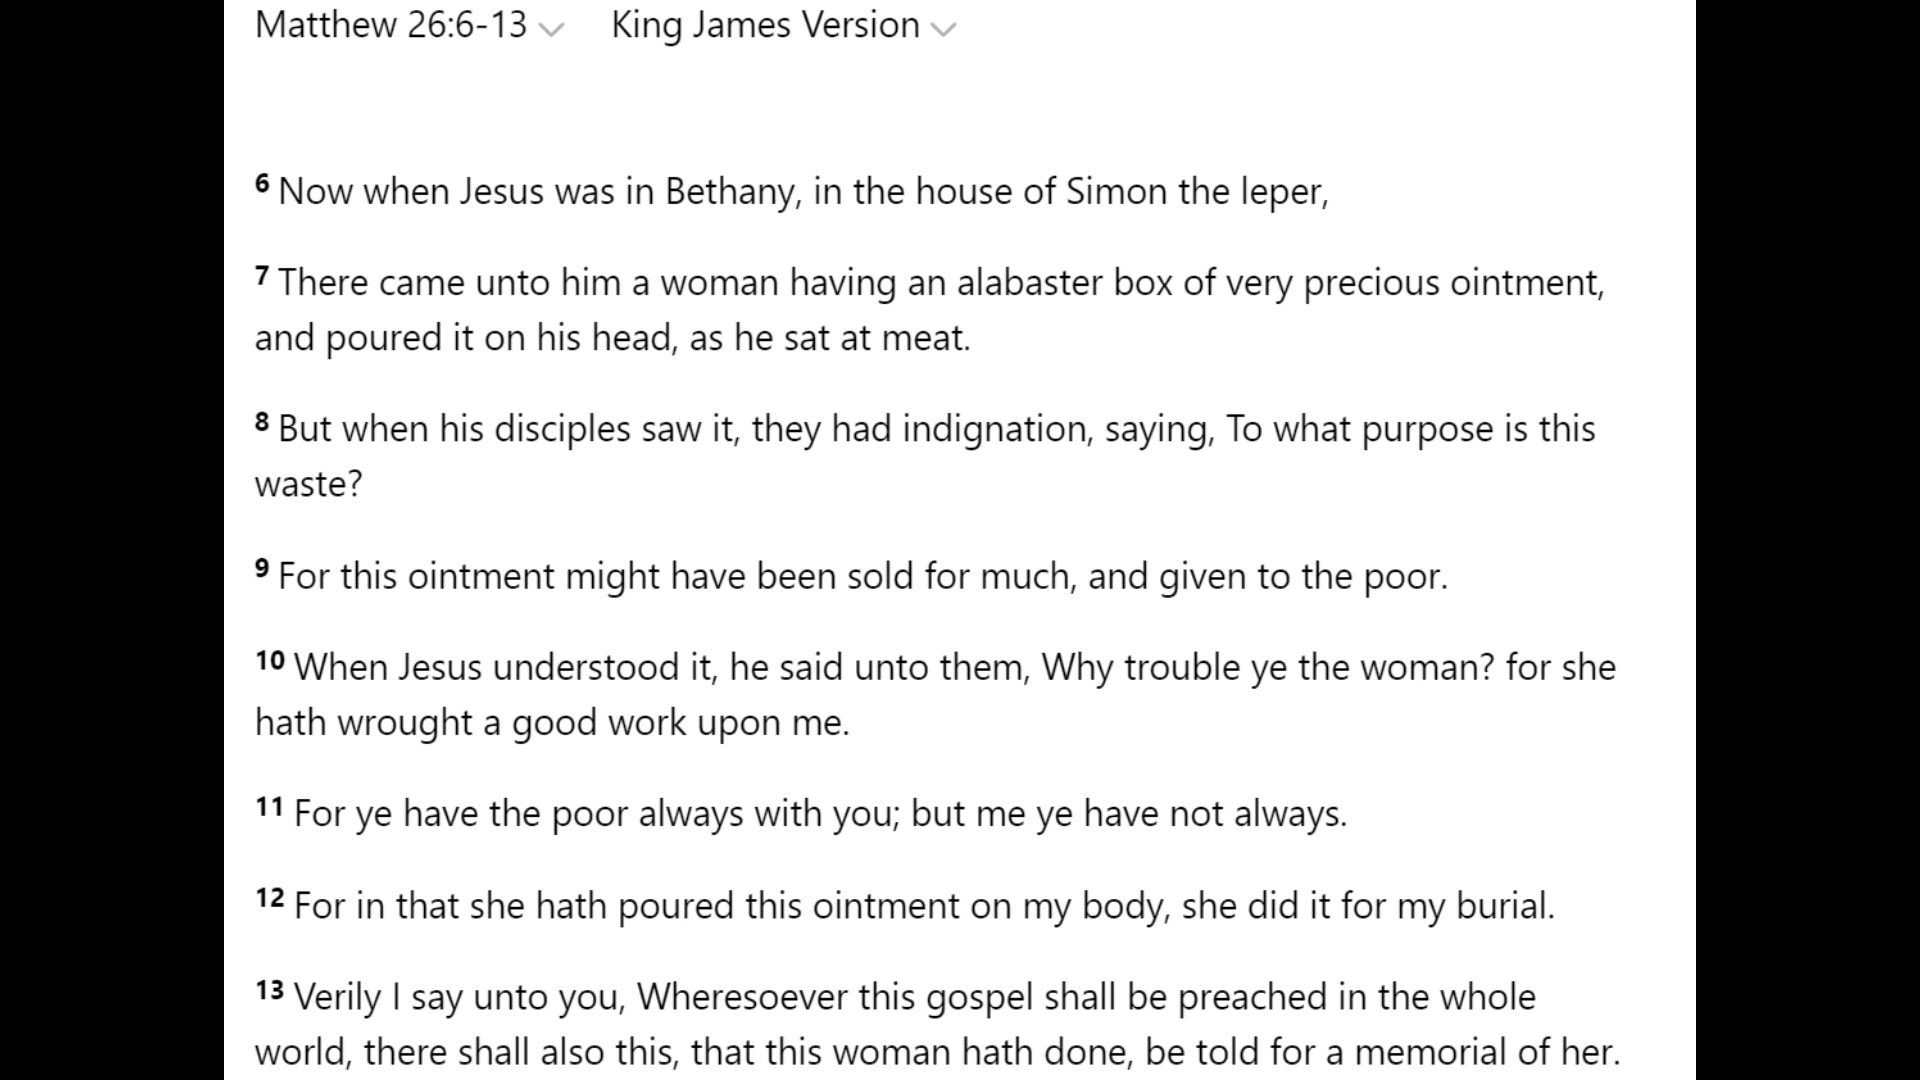 Matthew 26:6-13 King James Version
6 Now when Jesus was in Bethany, in the house of Simon the leper,
7 There came unto him a woman having an alabaster box of very precious ointment,
and poured it on his head, as he sat at meat.
8 But when his disciples saw it, they had indignation, saying, To what purpose is this
waste?
9 For this ointment might have been sold for much, and given to the poor.
10 When Jesus understood it, he said unto them, Why trouble ye the woman? for she
hath wrought a good work upon me.
11 For ye have the poor always with you; but me ye have not always.
12 For in that she hath poured this ointment on my body, she did it for my burial.
13 Verily I say unto you, Wheresoever this gospel shall be preached in the whole
world, there shall also this, that this woman hath done, be told for a memorial of her.